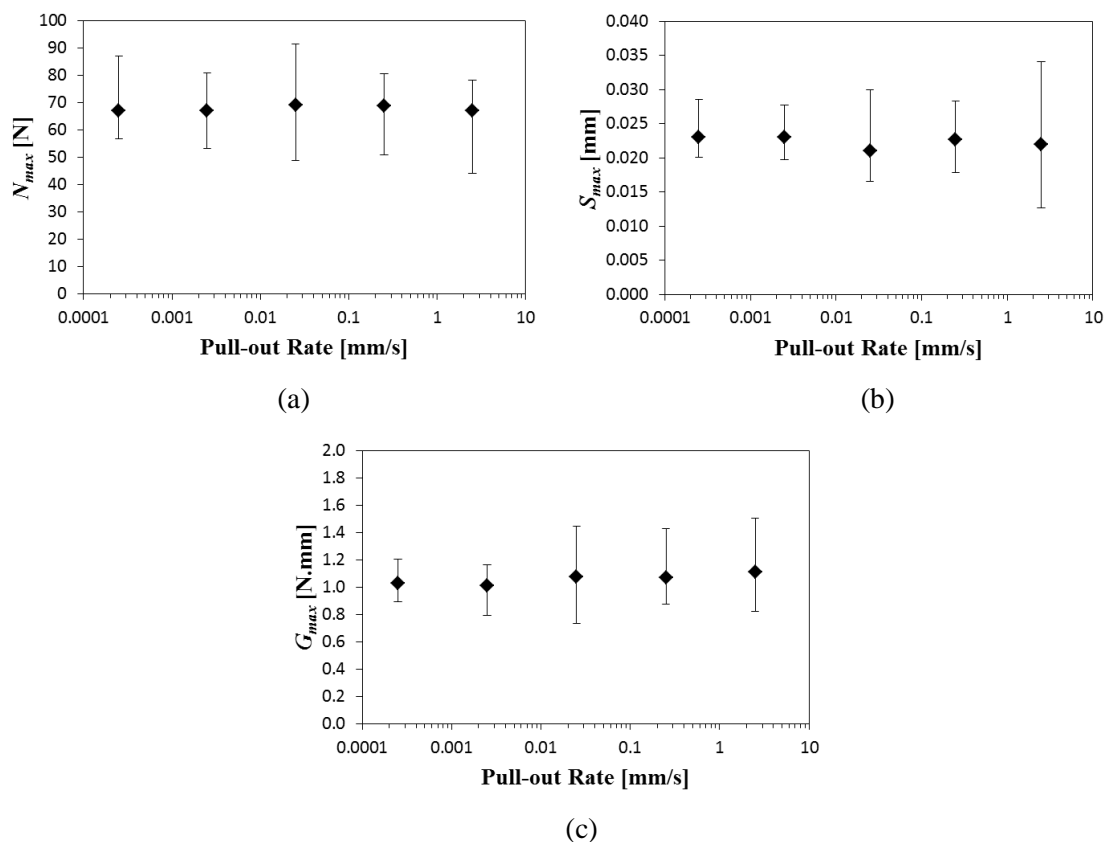 100
90
80
70
60
50
40
30
20
10
0
N_max [N]
0.0001 0.001 0.01 0.1 1 10
Pull-out Rate [mm/s]
(a)
0.040
0.035
0.030
0.025
0.020
0.015
0.010
0.005
0.000
S_max [mm]
0.0001 0.001 0.01 0.1 1 10
Pull-out Rate [mm/s]
(b)
2.0
1.8
1.6
1.4
1.2
1.0
0.8
0.6
0.4
0.2
0.0
G_max [N.mm]
0.0001 0.001 0.01 0.1 1 10
Pull-out Rate [mm/s]
(c)